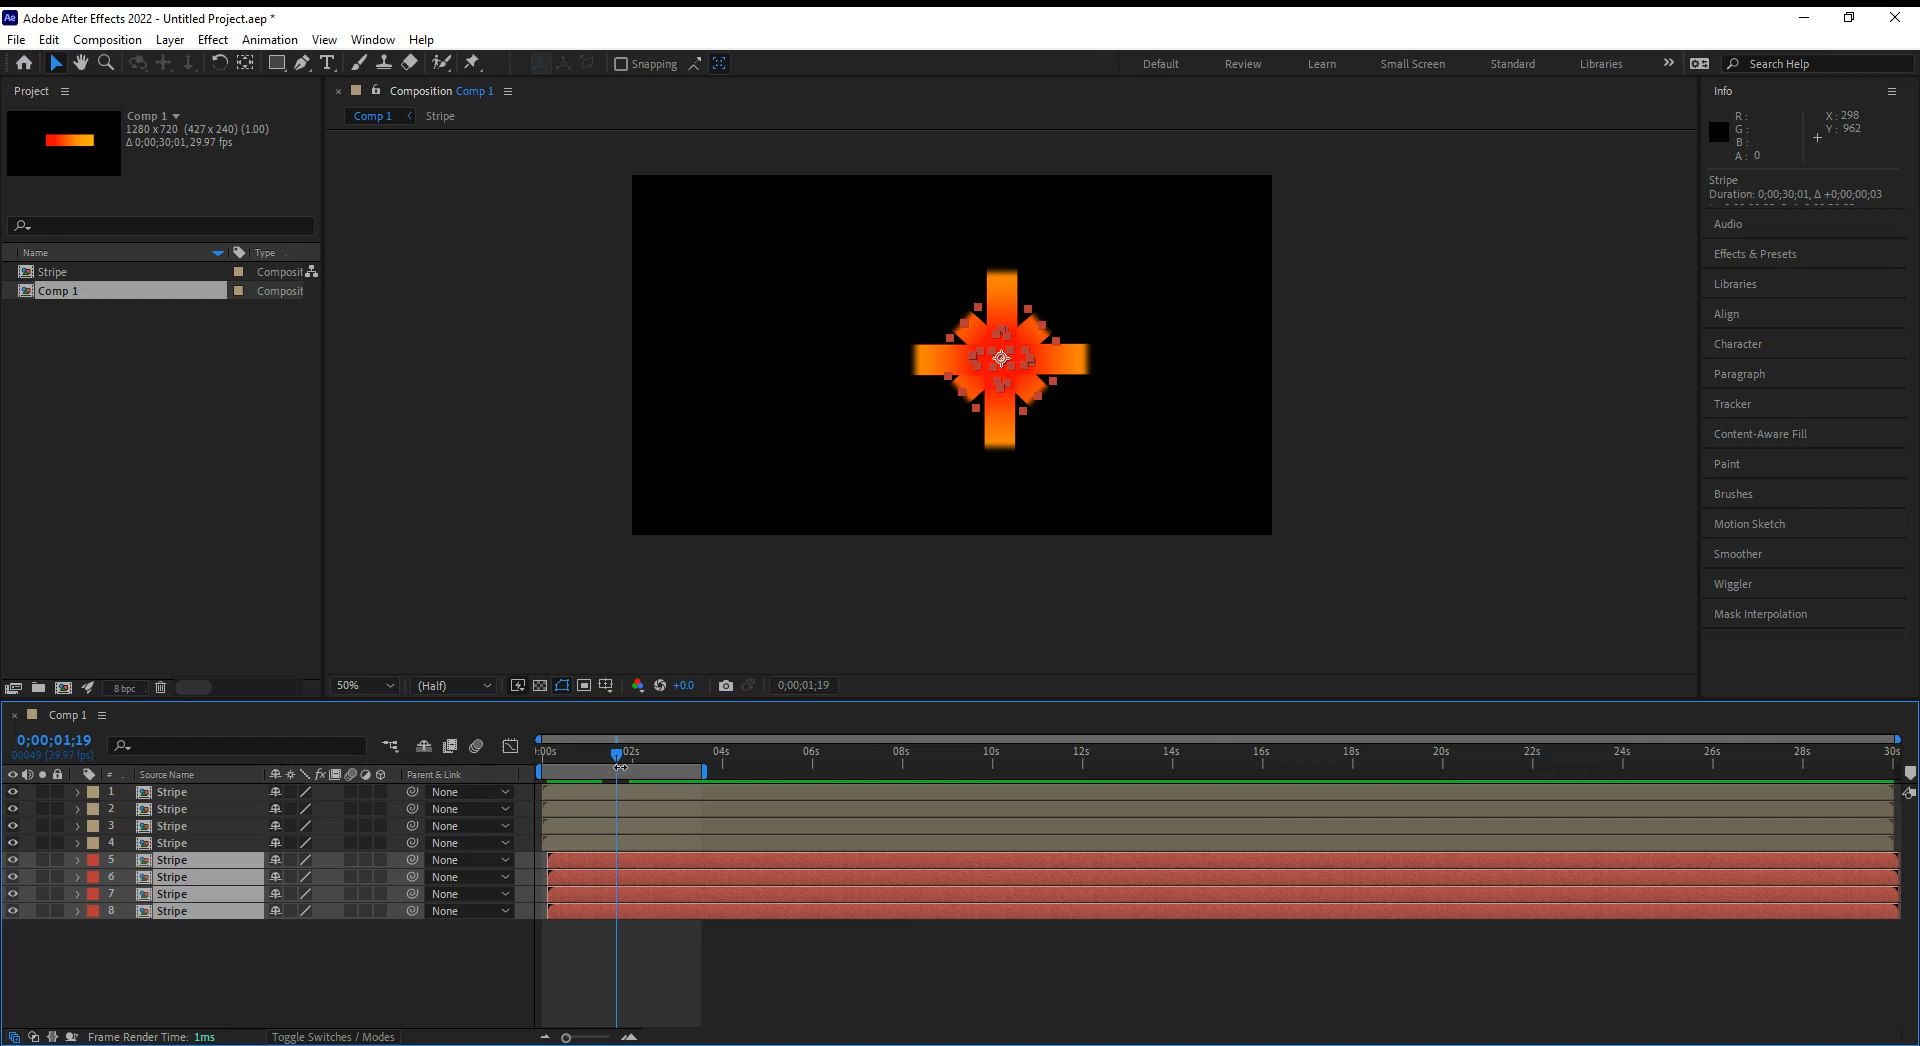 Ae Adobe After Effects 2022 - Untitled Project.aep *
File Edit Composition Layer Effect Animation View Window Help
T Snapping Default Review Learn Small Screen Standard Libraries » Search Help
Project
Comp 1
1280 x 720 (427 x 240) (1.00)
Δ 0;00;30;01, 29.97 fps
Name Type
Stripe Composit
Comp 1 Composit
8 bpc
× Composition Comp 1
Comp 1 Stripe
50% (Half) +0.0 0;00;01;19
Info
R :
G :
B :
A : 0
X : 298
Y : 962
Stripe
Duration: 0;00;30;01, Δ +0;00;00;03
Audio
Effects & Presets
Libraries
Align
Character
Paragraph
Tracker
Content-Aware Fill
Paint
Brushes
Motion Sketch
Smoother
Wiggler
Mask Interpolation
× Comp 1
0;00;01;19
00049 (29.97 fps)
:00s 02s 04s 06s 08s 10s 12s 14s 16s 18s 20s 22s 24s 26s 28s 30s
# Source Name fx Parent & Link
1 Stripe None
2 Stripe None
3 Stripe None
4 Stripe None
5 Stripe None
6 Stripe None
7 Stripe None
8 Stripe None
Frame Render Time: 1ms Toggle Switches / Modes